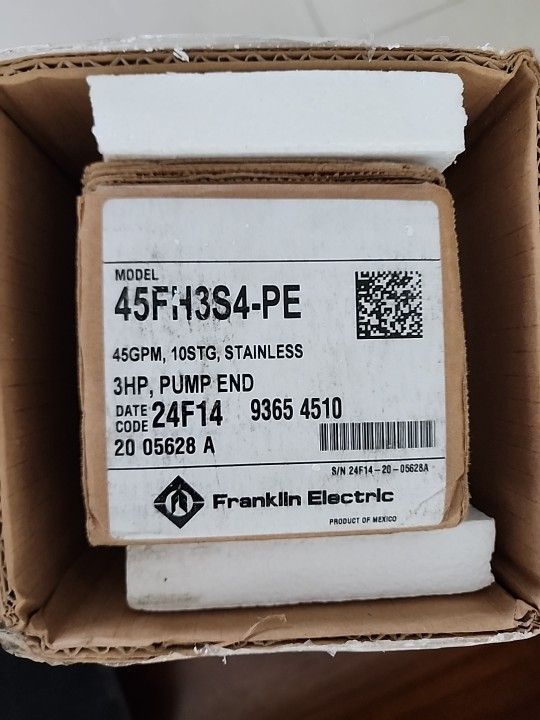 MODEL
45FH3S4-PE
45GPM, 10STG, STAINLESS
3HP, PUMP END
DATE CODE 24F14 9365 4510
20 05628 A
S/N 24F14-20-05628A
Franklin Electric
PRODUCT OF MEXICO